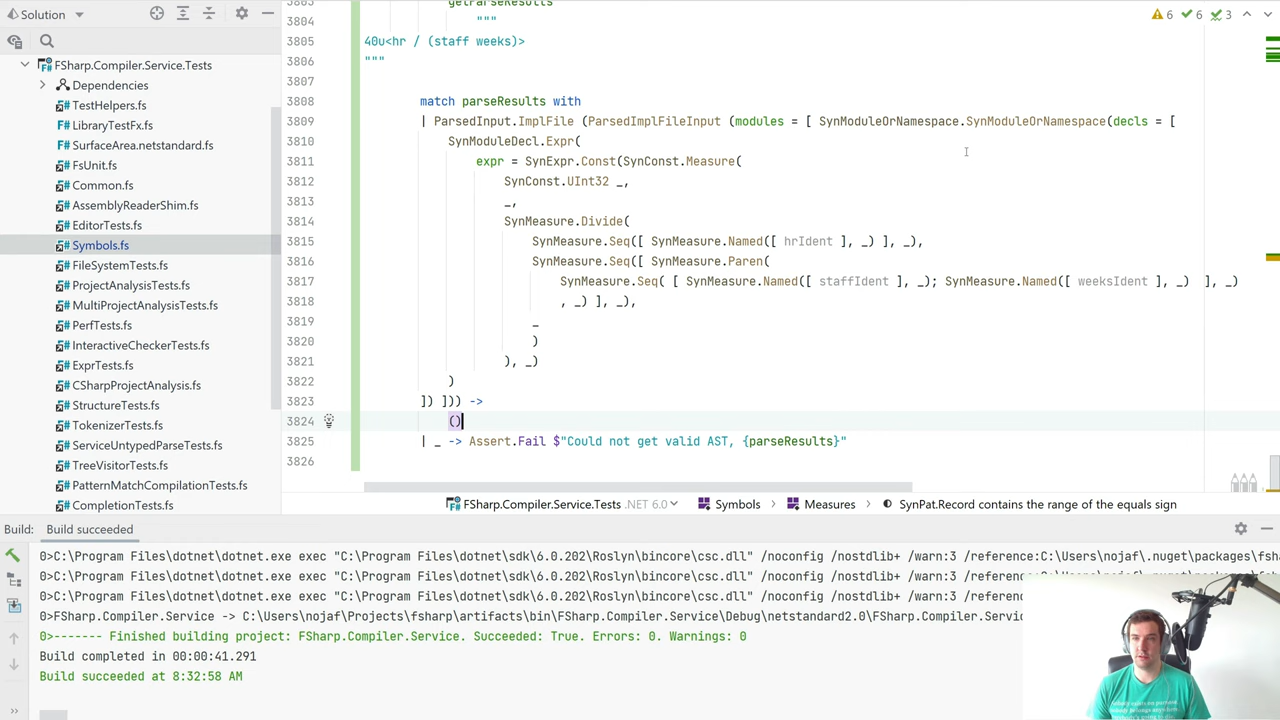 Solution
FSharp.Compiler.Service.Tests
Dependencies
TestHelpers.fs
LibraryTestFx.fs
SurfaceArea.netstandard.fs
FsUnit.fs
Common.fs
AssemblyReaderShim.fs
EditorTests.fs
Symbols.fs
FileSystemTests.fs
ProjectAnalysisTests.fs
MultiProjectAnalysisTests.fs
PerfTests.fs
InteractiveCheckerTests.fs
ExprTests.fs
CSharpProjectAnalysis.fs
StructureTests.fs
TokenizerTests.fs
ServiceUntypedParseTests.fs
TreeVisitorTests.fs
PatternMatchCompilationTests.fs
CompletionTests.fs
6 6 3
3803 getParseResults
3804 """
3805 40u<hr / (staff weeks)>
3806 """
3807
3808 match parseResults with
3809 | ParsedInput.ImplFile (ParsedImplFileInput (modules = [ SynModuleOrNamespace.SynModuleOrNamespace(decls = [
3810 SynModuleDecl.Expr(
3811 expr = SynExpr.Const(SynConst.Measure(
3812 SynConst.UInt32 _,
3813 _,
3814 SynMeasure.Divide(
3815 SynMeasure.Seq([ SynMeasure.Named([ hrIdent ], _) ], _),
3816 SynMeasure.Seq([ SynMeasure.Paren(
3817 SynMeasure.Seq( [ SynMeasure.Named([ staffIdent ], _); SynMeasure.Named([ weeksIdent ], _) ], _)
3818 , _) ], _),
3819 _
3820 )
3821 ), _)
3822 )
3823 ]) ])) ->
3824 ()
3825 | _ -> Assert.Fail $"Could not get valid AST, {parseResults}"
3826
FSharp.Compiler.Service.Tests .NET 6.0 Symbols Measures SynPat.Record contains the range of the equals sign
Build: Build succeeded
0>C:\Program Files\dotnet\dotnet.exe exec "C:\Program Files\dotnet\sdk\6.0.202\Roslyn\bincore\csc.dll" /noconfig /nostdlib+ /warn:3 /reference:C:\Users\nojaf\.nuget\packages\fsha
0>C:\Program Files\dotnet\dotnet.exe exec "C:\Program Files\dotnet\sdk\6.0.202\Roslyn\bincore\csc.dll" /noconfig /nostdlib+ /warn:3 /reference
0>C:\Program Files\dotnet\dotnet.exe exec "C:\Program Files\dotnet\sdk\6.0.202\Roslyn\bincore\csc.dll" /noconfig /nostdlib+ /warn:3 /refe
0>FSharp.Compiler.Service -> C:\Users\nojaf\Projects\fsharp\artifacts\bin\FSharp.Compiler.Service\Debug\netstandard2.0\FSharp.Compiler.Servic
0>------- Finished building project: FSharp.Compiler.Service. Succeeded: True. Errors: 0. Warnings: 0
Build completed in 00:00:41.291
Build succeeded at 8:32:58 AM